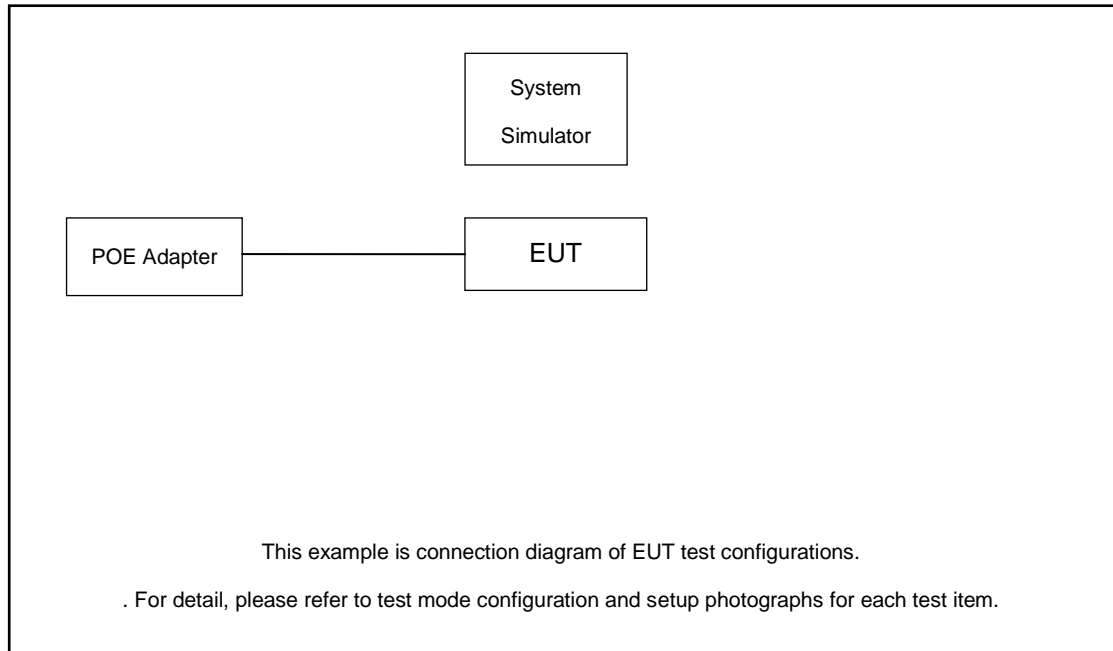 System
Simulator
POE Adapter
EUT
This example is connection diagram of EUT test configurations.
. For detail, please refer to test mode configuration and setup photographs for each test item.